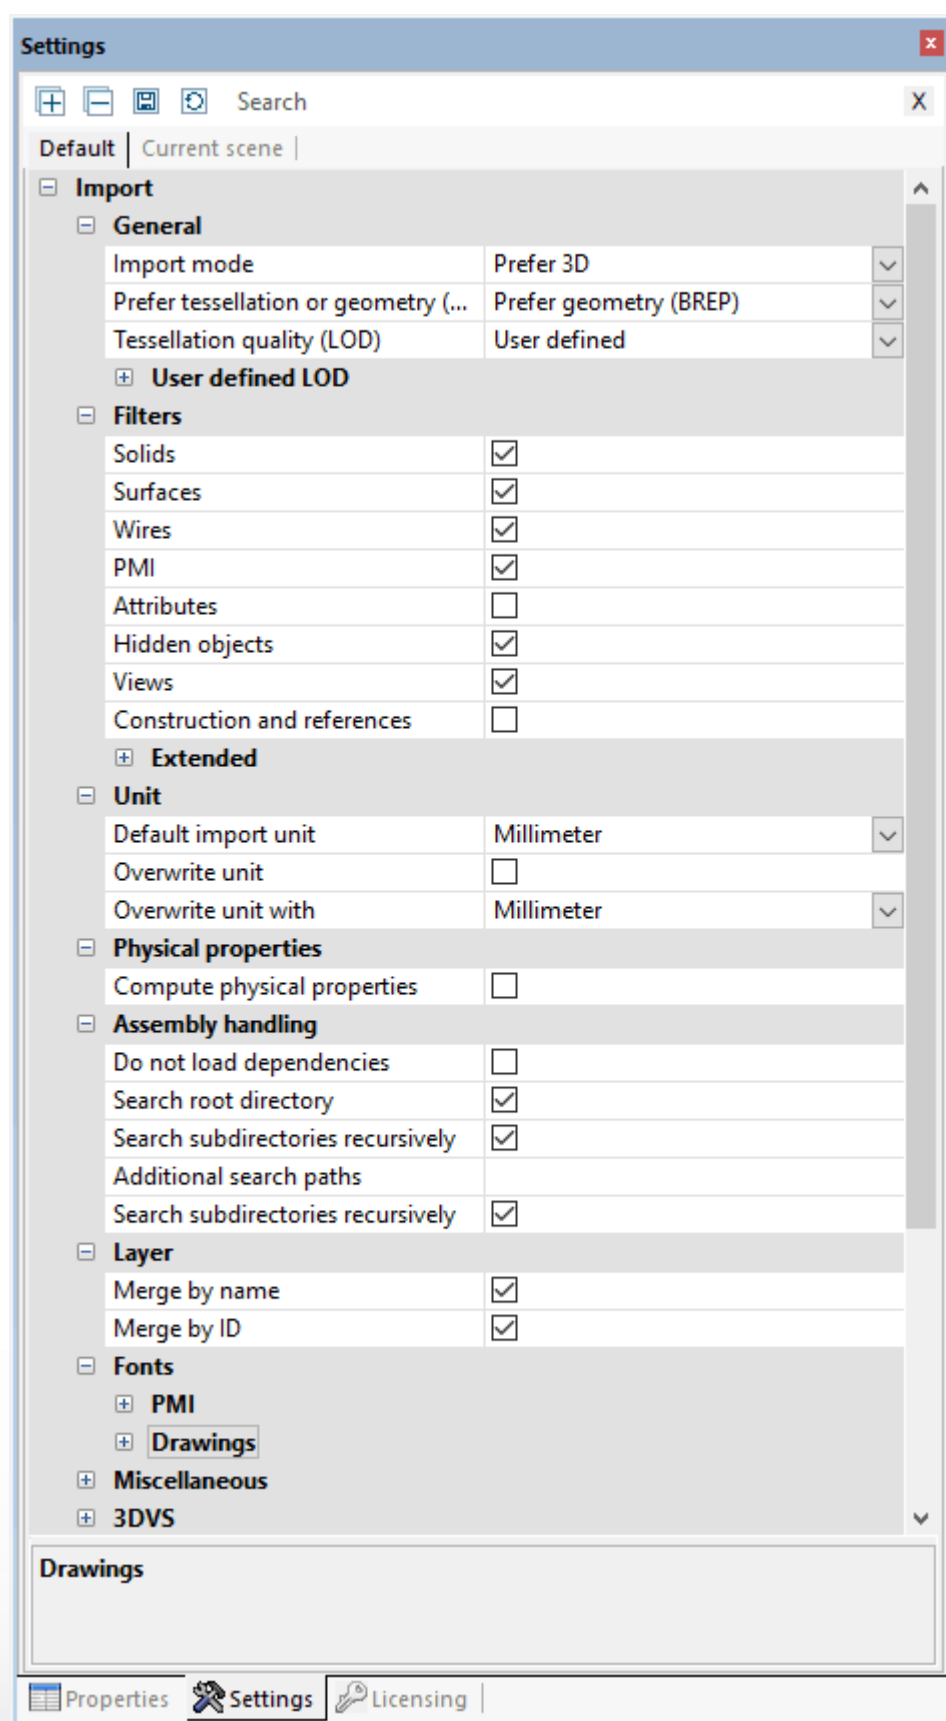 Settings
Search X
Default Current scene
Import
General
Import mode Prefer 3D
Prefer tessellation or geometry (... Prefer geometry (BREP)
Tessellation quality (LOD) User defined
User defined LOD
Filters
Solids
Surfaces
Wires
PMI
Attributes
Hidden objects
Views
Construction and references
Extended
Unit
Default import unit Millimeter
Overwrite unit
Overwrite unit with Millimeter
Physical properties
Compute physical properties
Assembly handling
Do not load dependencies
Search root directory
Search subdirectories recursively
Additional search paths
Search subdirectories recursively
Layer
Merge by name
Merge by ID
Fonts
PMI
Drawings
Miscellaneous
3DVS
Drawings
Properties Settings Licensing